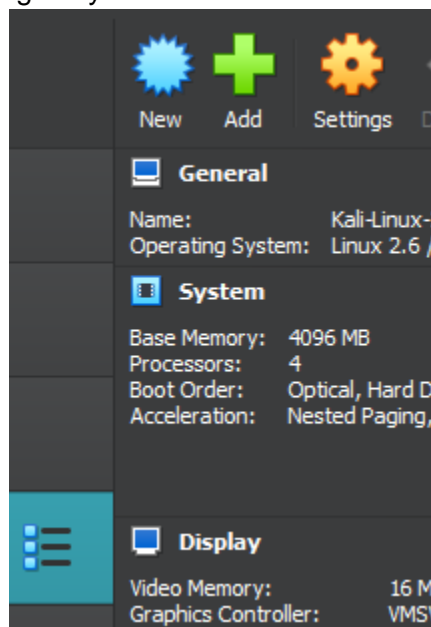 New Add Settings
General
Name: Kali-Linux-
Operating System: Linux 2.6 /
System
Base Memory: 4096 MB
Processors: 4
Boot Order: Optical, Hard D
Acceleration: Nested Paging,
Display
Video Memory: 16 M
Graphics Controller: VMSV